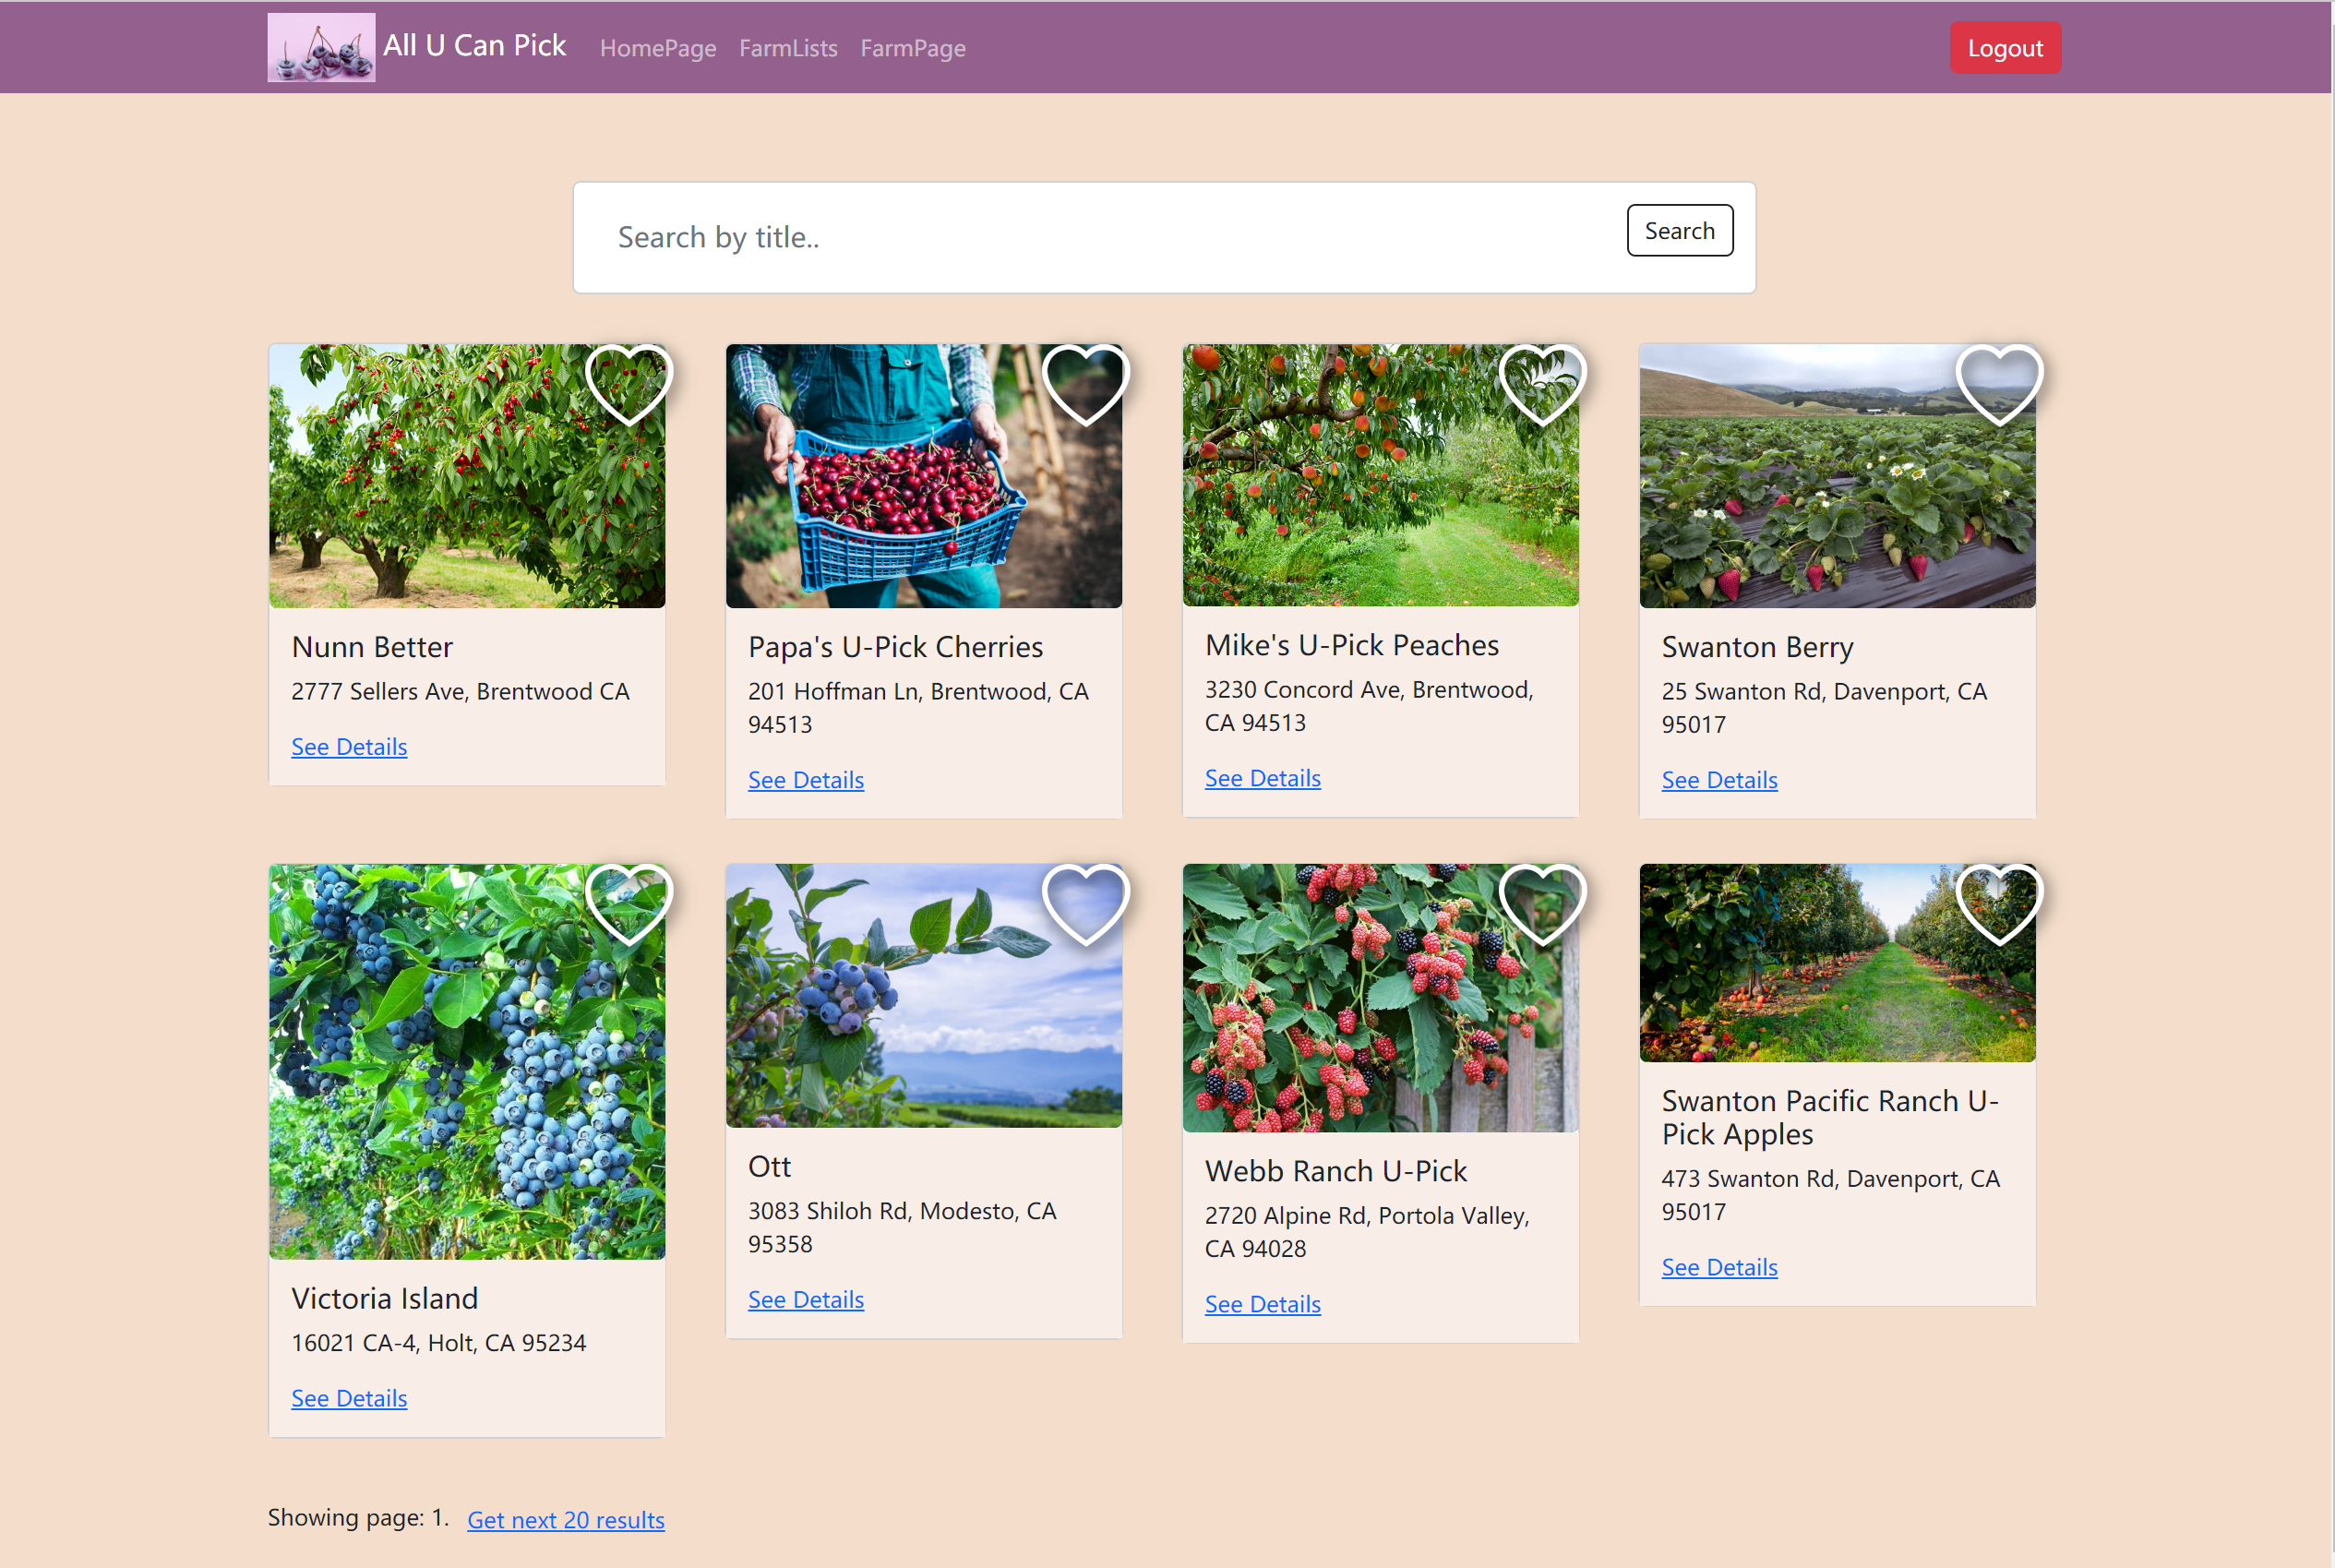 All U Can Pick HomePage FarmLists FarmPage Logout
Search by title.. Search
Nunn Better
2777 Sellers Ave, Brentwood CA
See Details
Papa's U-Pick Cherries
201 Hoffman Ln, Brentwood, CA
94513
See Details
Mike's U-Pick Peaches
3230 Concord Ave, Brentwood,
CA 94513
See Details
Swanton Berry
25 Swanton Rd, Davenport, CA
95017
See Details
Victoria Island
16021 CA-4, Holt, CA 95234
See Details
Ott
3083 Shiloh Rd, Modesto, CA
95358
See Details
Webb Ranch U-Pick
2720 Alpine Rd, Portola Valley,
CA 94028
See Details
Swanton Pacific Ranch U-
Pick Apples
473 Swanton Rd, Davenport, CA
95017
See Details
Showing page: 1. Get next 20 results